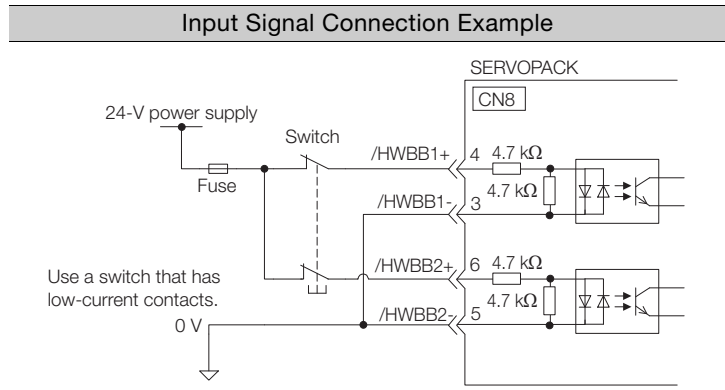 Input Signal Connection Example
SERVOPACK
CN8
24-V power supply
Switch
Fuse
/HWBB1+ 4 4.7 kΩ
4.7 kΩ
/HWBB1- 3
/HWBB2+ 6 4.7 kΩ
4.7 kΩ
/HWBB2- 5
Use a switch that has
low-current contacts.
0 V